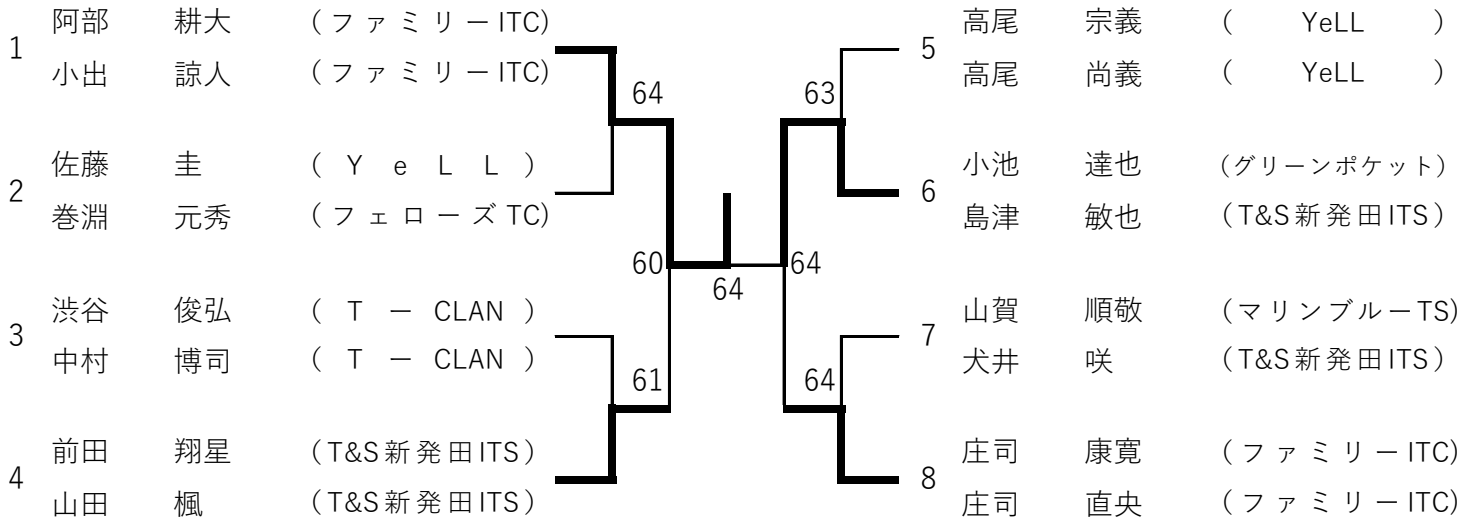 1
阿部 耕大 (ファミリーITC)
小出 諒人 (ファミリーITC)
2
佐藤 圭 (YeLL)
巻淵 元秀 (フェローズTC)
3
渋谷 俊弘 (T－CLAN)
中村 博司 (T－CLAN)
4
前田 翔星 (T&S新発田ITS)
山田 楓 (T&S新発田ITS)
64
60
61
64
63
64
64
5
高尾 宗義 (YeLL)
高尾 尚義 (YeLL)
6
小池 達也 (グリーンポケット)
島津 敏也 (T&S新発田ITS)
7
山賀 順敬 (マリンブルーTS)
犬井 咲 (T&S新発田ITS)
8
庄司 康寛 (ファミリーITC)
庄司 直央 (ファミリーITC)